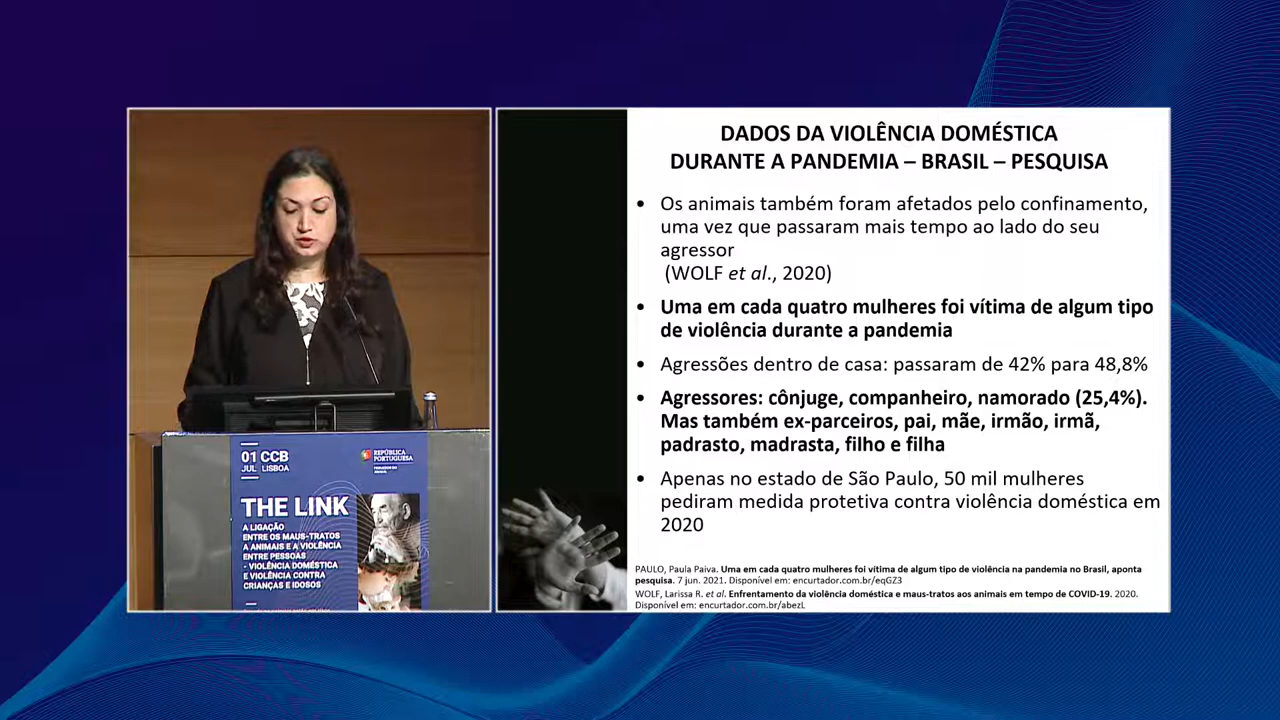 01 CCB
JUL LISBOA
REPÚBLICA
PORTUGUESA
THE LINK
A LIGAÇÃO
ENTRE OS MAUS-TRATOS
A ANIMAIS E A VIOLÊNCIA
ENTRE PESSOAS
- VIOLÊNCIA DOMÉSTICA
E VIOLÊNCIA CONTRA
CRIANÇAS E IDOSOS
DADOS DA VIOLÊNCIA DOMÉSTICA
DURANTE A PANDEMIA – BRASIL – PESQUISA
• Os animais também foram afetados pelo confinamento,
uma vez que passaram mais tempo ao lado do seu
agressor
(WOLF et al., 2020)
• Uma em cada quatro mulheres foi vítima de algum tipo
de violência durante a pandemia
• Agressões dentro de casa: passaram de 42% para 48,8%
• Agressores: cônjuge, companheiro, namorado (25,4%).
Mas também ex-parceiros, pai, mãe, irmão, irmã,
padrasto, madrasta, filho e filha
• Apenas no estado de São Paulo, 50 mil mulheres
pediram medida protetiva contra violência doméstica em
2020
PAULO, Paula Paiva. Uma em cada quatro mulheres foi vítima de algum tipo de violência na pandemia no Brasil, aponta
pesquisa. 7 jun. 2021. Disponível em: encurtador.com.br/eqGZ3
WOLF, Larissa R. et al. Enfrentamento da violência doméstica e maus-tratos aos animais em tempo de COVID-19. 2020.
Disponível em: encurtador.com.br/abezL